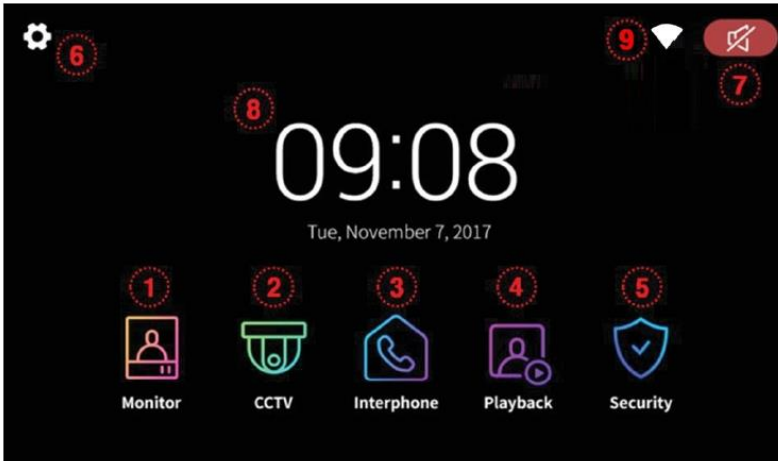 6
9
7
8
09:08
Tue, November 7, 2017
1 2 3 4 5
Monitor CCTV Interphone Playback Security